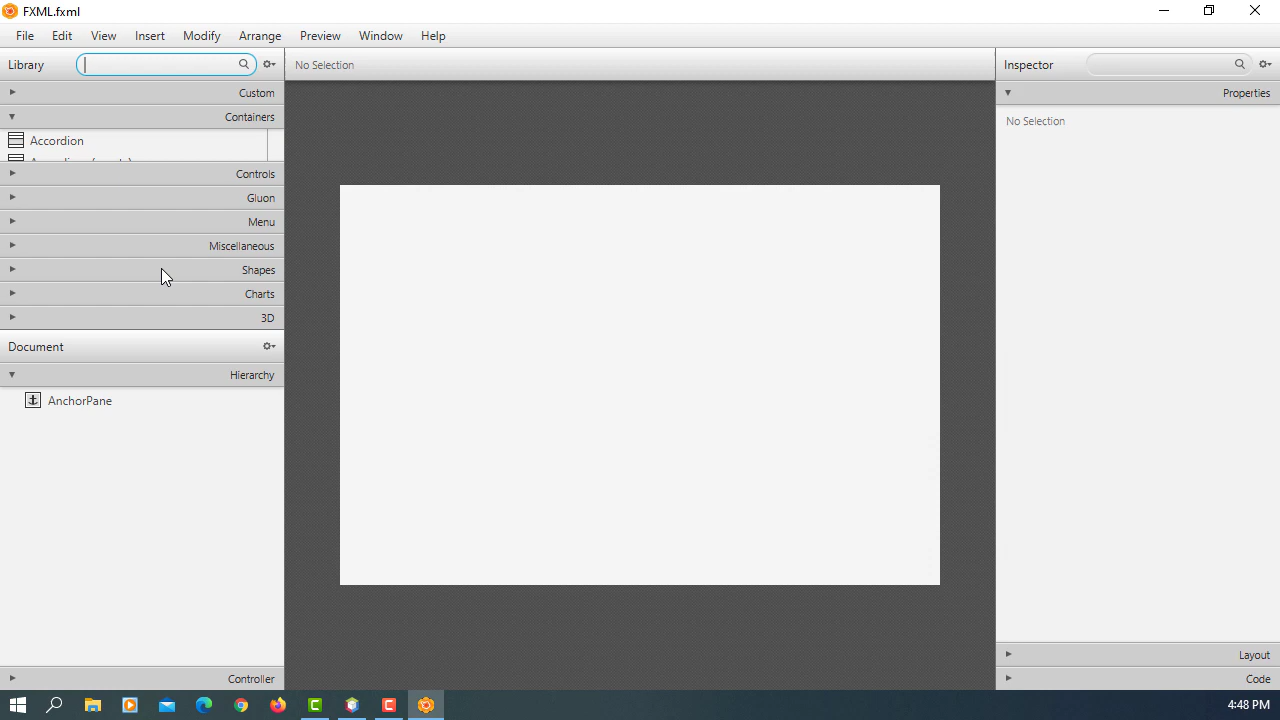 FXML.fxml
File Edit View Insert Modify Arrange Preview Window Help
Library
No Selection
Inspector
Custom
Containers
Accordion
Controls
Gluon
Menu
Miscellaneous
Shapes
Charts
3D
Document
Hierarchy
AnchorPane
Controller
Properties
No Selection
Layout
Code
4:48 PM